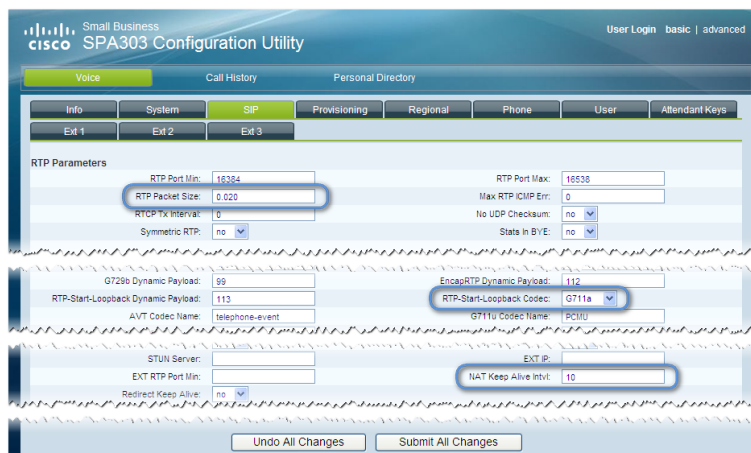 Small Business
CISCO SPA303 Configuration Utility
User Login basic | advanced
Voice Call History Personal Directory
Info System SIP Provisioning Regional Phone User Attendant Keys
Ext 1 Ext 2 Ext 3
RTP Parameters
RTP Port Min: 16384 RTP Port Max: 16538
RTP Packet Size: 0.020 Max RTP ICMP Err: 0
RTCP Tx Interval: 0 No UDP Checksum: no
Symmetric RTP: no Stats In BYE: no
G729b Dynamic Payload: 99 EncapRTP Dynamic Payload: 112
RTP-Start-Loopback Dynamic Payload: 113 RTP-Start-Loopback Codec: G711a
AVT Codec Name: telephone-event G711u Codec Name: PCMU
STUN Server: EXT IP:
EXT RTP Port Min: NAT Keep Alive Intvl: 10
Redirect Keep Alive: no
Undo All Changes Submit All Changes